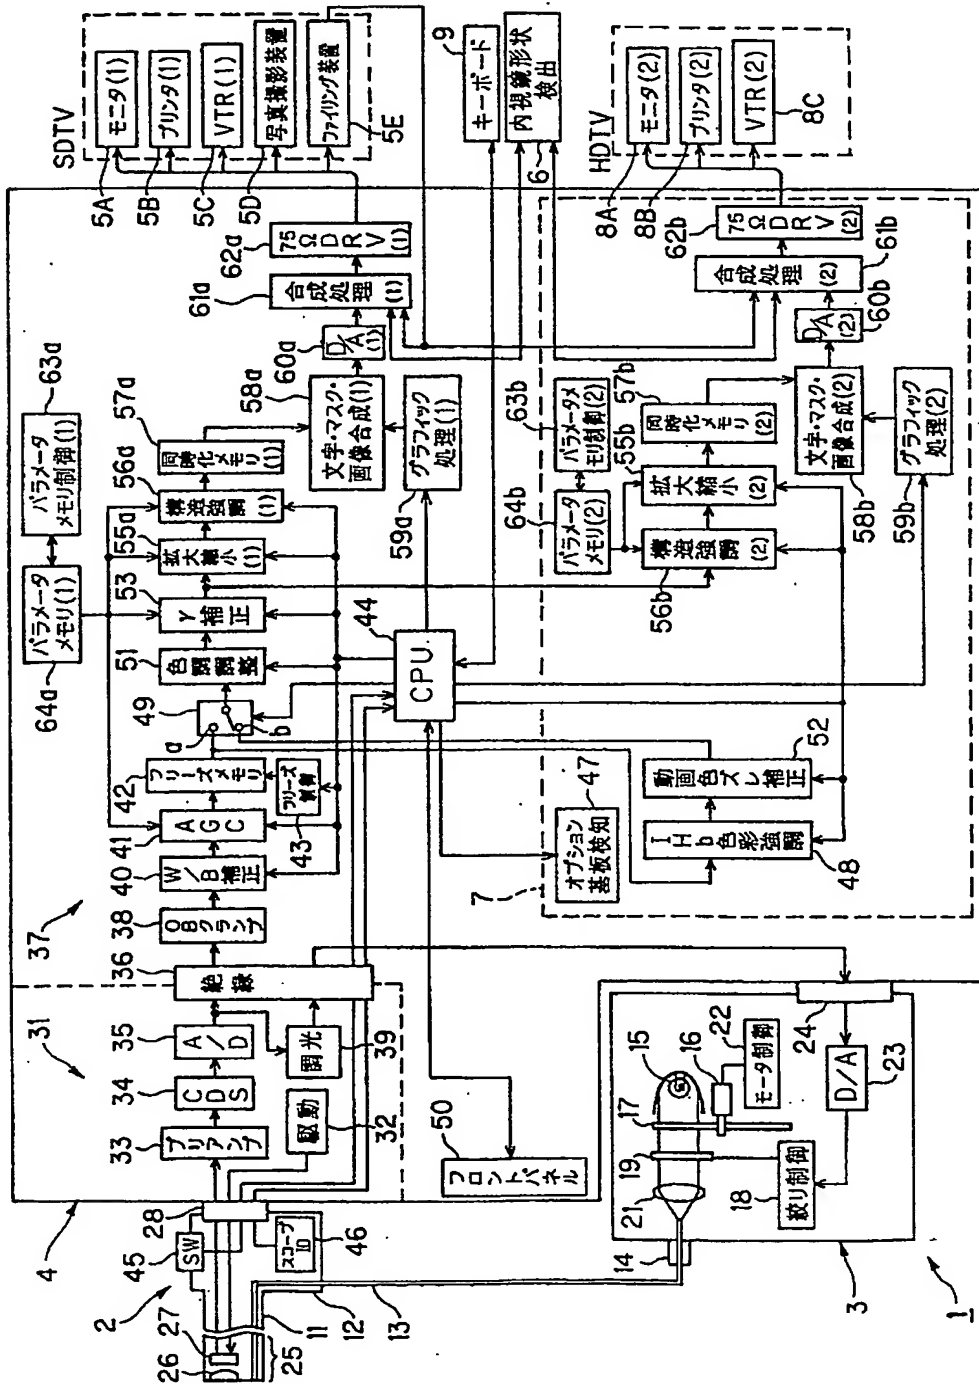 SDTV
5A
モニタ(1)
5B
プリンタ(1)
5C
VTR(1)
5D
写真撮影装置
ファイリング装置
5E
9
キーボード
内視鏡形状
検出
6
HDTV
8A
モニタ(2)
8B
プリンタ(2)
VTR(2)
8C
63a
パラメータ
メモリ制御(1)
64a
パラメータ
メモリ(1)
62a
75ΩDRV(1)
61a
合成処理(1)
60a
D/A(1)
57a
同時化メモリ(1)
56a
構造強調(1)
55a
拡大縮小(1)
53
γ補正
51
色調調整
49
a
b
42
フリーズメモリ
41
AGC
43
フリーズ
制御
40
W/B補正
38
OBクランプ
37
36
絶縁
31
35
A/D
34
CDS
33
プリアンプ
39
調光
32
駆動
58a
文字・マスク・
画像合成(1)
59a
グラフィック
処理(1)
44
CPU
62b
75ΩDRV(2)
61b
合成処理(2)
60b
D/A(2)
63b
パラメータメ
モリ制御(2)
64b
パラメータ
メモリ(2)
57b
同時化メモリ(2)
55b
拡大縮小(2)
56b
構造強調(2)
58b
文字・マスク・
画像合成(2)
59b
グラフィック
処理(2)
52
動画色ズレ補正
48
IHb色彩強調
47
オプション
基板検知
7
50
フロントパネル
4
28
45
SW
46
スコープ
ID
2
27
26
25
11
12
13
14
15
16
17
18
絞り制御
19
21
22
モータ制御
23
D/A
24
3
1